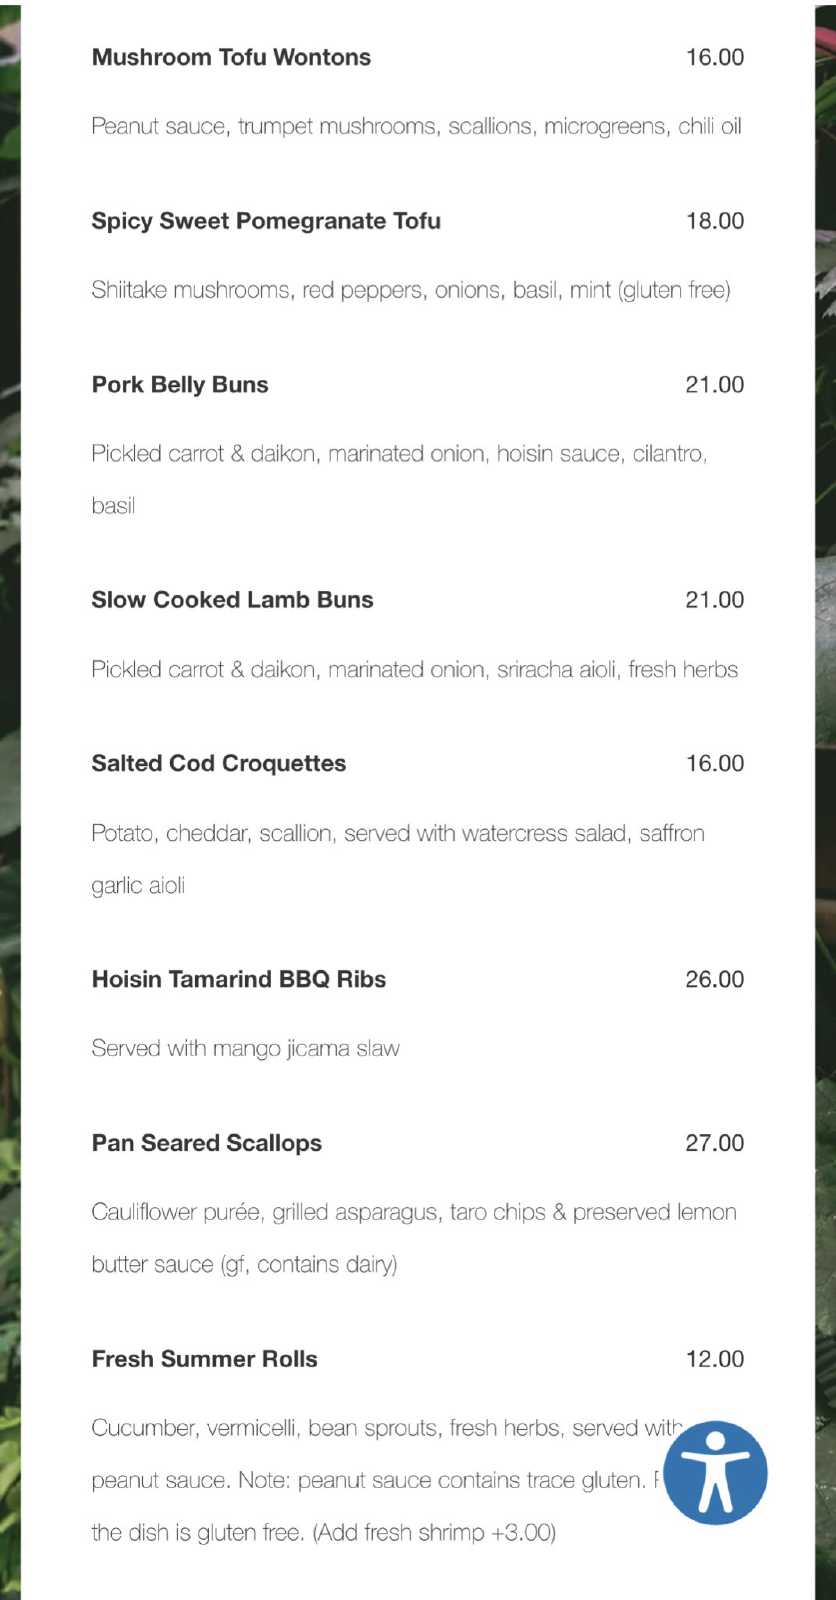 Mushroom Tofu Wontons 16.00
Peanut sauce, trumpet mushrooms, scallions, microgreens, chili oil
Spicy Sweet Pomegranate Tofu 18.00
Shiitake mushrooms, red peppers, onions, basil, mint (gluten free)
Pork Belly Buns 21.00
Pickled carrot & daikon, marinated onion, hoisin sauce, cilantro,
basil
Slow Cooked Lamb Buns 21.00
Pickled carrot & daikon, marinated onion, sriracha aioli, fresh herbs
Salted Cod Croquettes 16.00
Potato, cheddar, scallion, served with watercress salad, saffron
garlic aioli
Hoisin Tamarind BBQ Ribs 26.00
Served with mango jicama slaw
Pan Seared Scallops 27.00
Cauliflower purée, grilled asparagus, taro chips & preserved lemon
butter sauce (gf, contains dairy)
Fresh Summer Rolls 12.00
Cucumber, vermicelli, bean sprouts, fresh herbs, served with
peanut sauce. Note: peanut sauce contains trace gluten.
the dish is gluten free. (Add fresh shrimp +3.00)